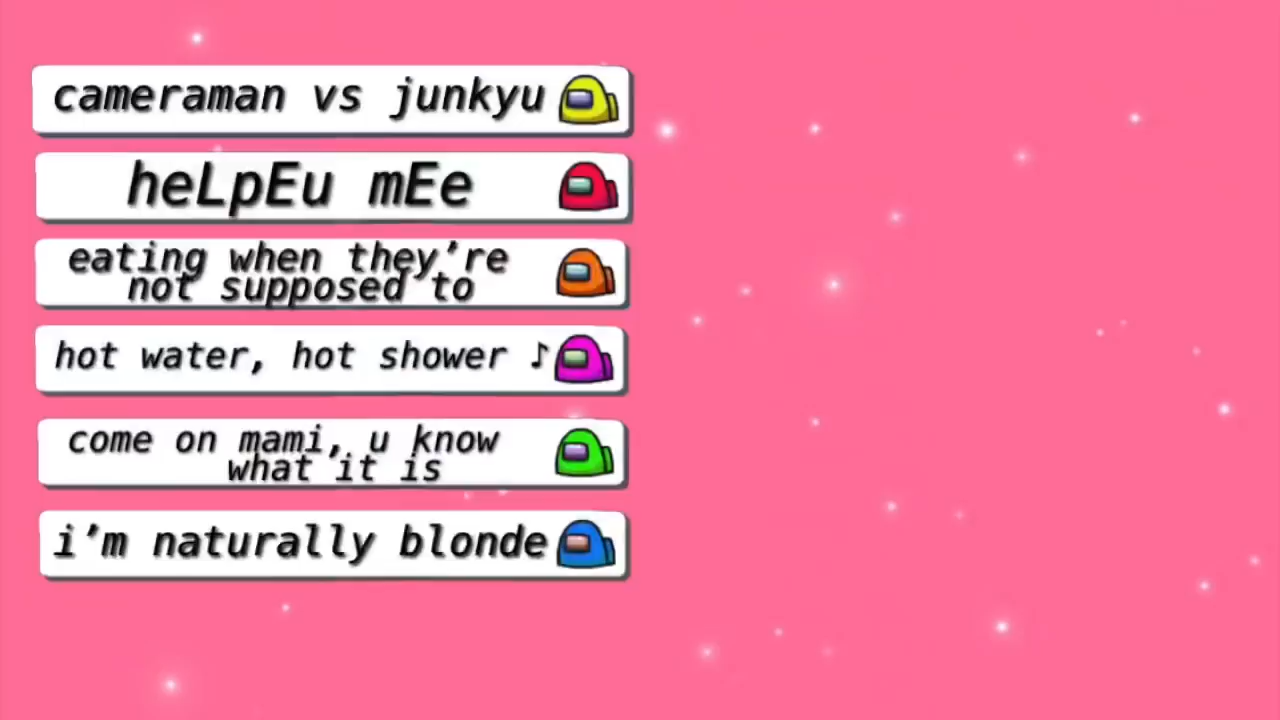 cameraman vs junkyu
heLpEu mEe
eating when they're
not supposed to
hot water, hot shower ♪
come on mami, u know
what it is
i'm naturally blonde